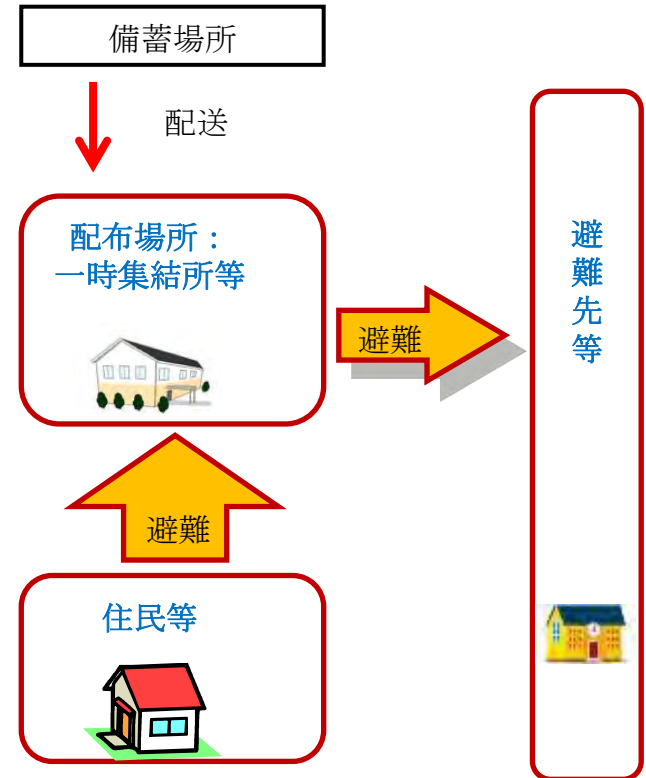 備蓄場所
配送
配布場所：
一時集結所等
避難
避難先等
避難
住民等